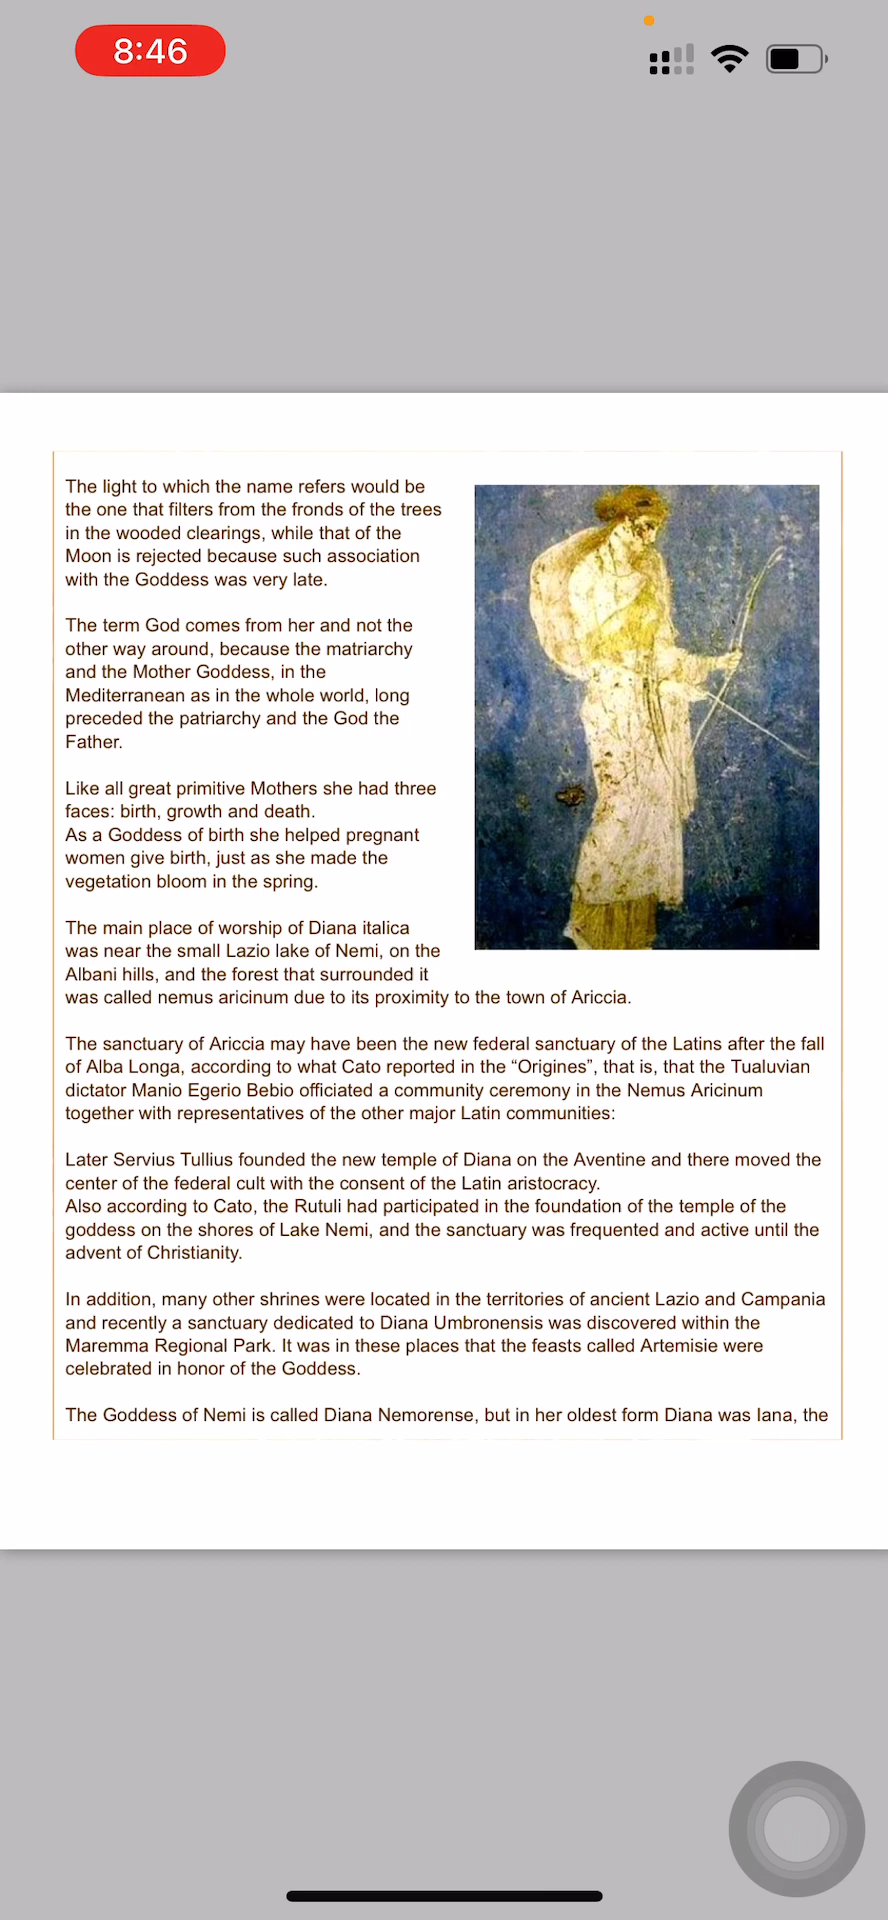 8:46
The light to which the name refers would be
the one that filters from the fronds of the trees
in the wooded clearings, while that of the
Moon is rejected because such association
with the Goddess was very late.
The term God comes from her and not the
other way around, because the matriarchy
and the Mother Goddess, in the
Mediterranean as in the whole world, long
preceded the patriarchy and the God the
Father.
Like all great primitive Mothers she had three
faces: birth, growth and death.
As a Goddess of birth she helped pregnant
women give birth, just as she made the
vegetation bloom in the spring.
The main place of worship of Diana italica
was near the small Lazio lake of Nemi, on the
Albani hills, and the forest that surrounded it
was called nemus aricinum due to its proximity to the town of Ariccia.
The sanctuary of Ariccia may have been the new federal sanctuary of the Latins after the fall
of Alba Longa, according to what Cato reported in the “Origines”, that is, that the Tualuvian
dictator Manio Egerio Bebio officiated a community ceremony in the Nemus Aricinum
together with representatives of the other major Latin communities:
Later Servius Tullius founded the new temple of Diana on the Aventine and there moved the
center of the federal cult with the consent of the Latin aristocracy.
Also according to Cato, the Rutuli had participated in the foundation of the temple of the
goddess on the shores of Lake Nemi, and the sanctuary was frequented and active until the
advent of Christianity.
In addition, many other shrines were located in the territories of ancient Lazio and Campania
and recently a sanctuary dedicated to Diana Umbronensis was discovered within the
Maremma Regional Park. It was in these places that the feasts called Artemisie were
celebrated in honor of the Goddess.
The Goddess of Nemi is called Diana Nemorense, but in her oldest form Diana was Iana, the